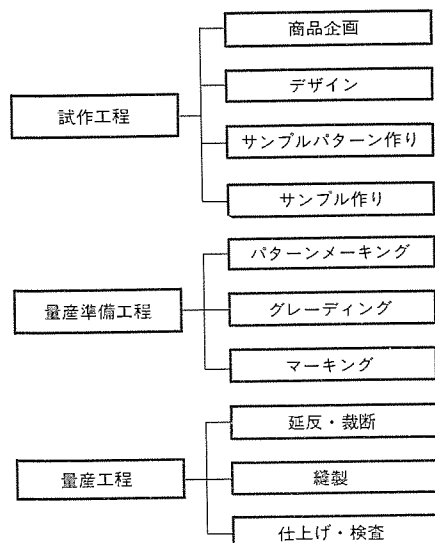 試作工程
商品企画
デザイン
サンプルパターン作り
サンプル作り
量産準備工程
パターンメーキング
グレーディング
マーキング
量産工程
延反・裁断
縫製
仕上げ・検査